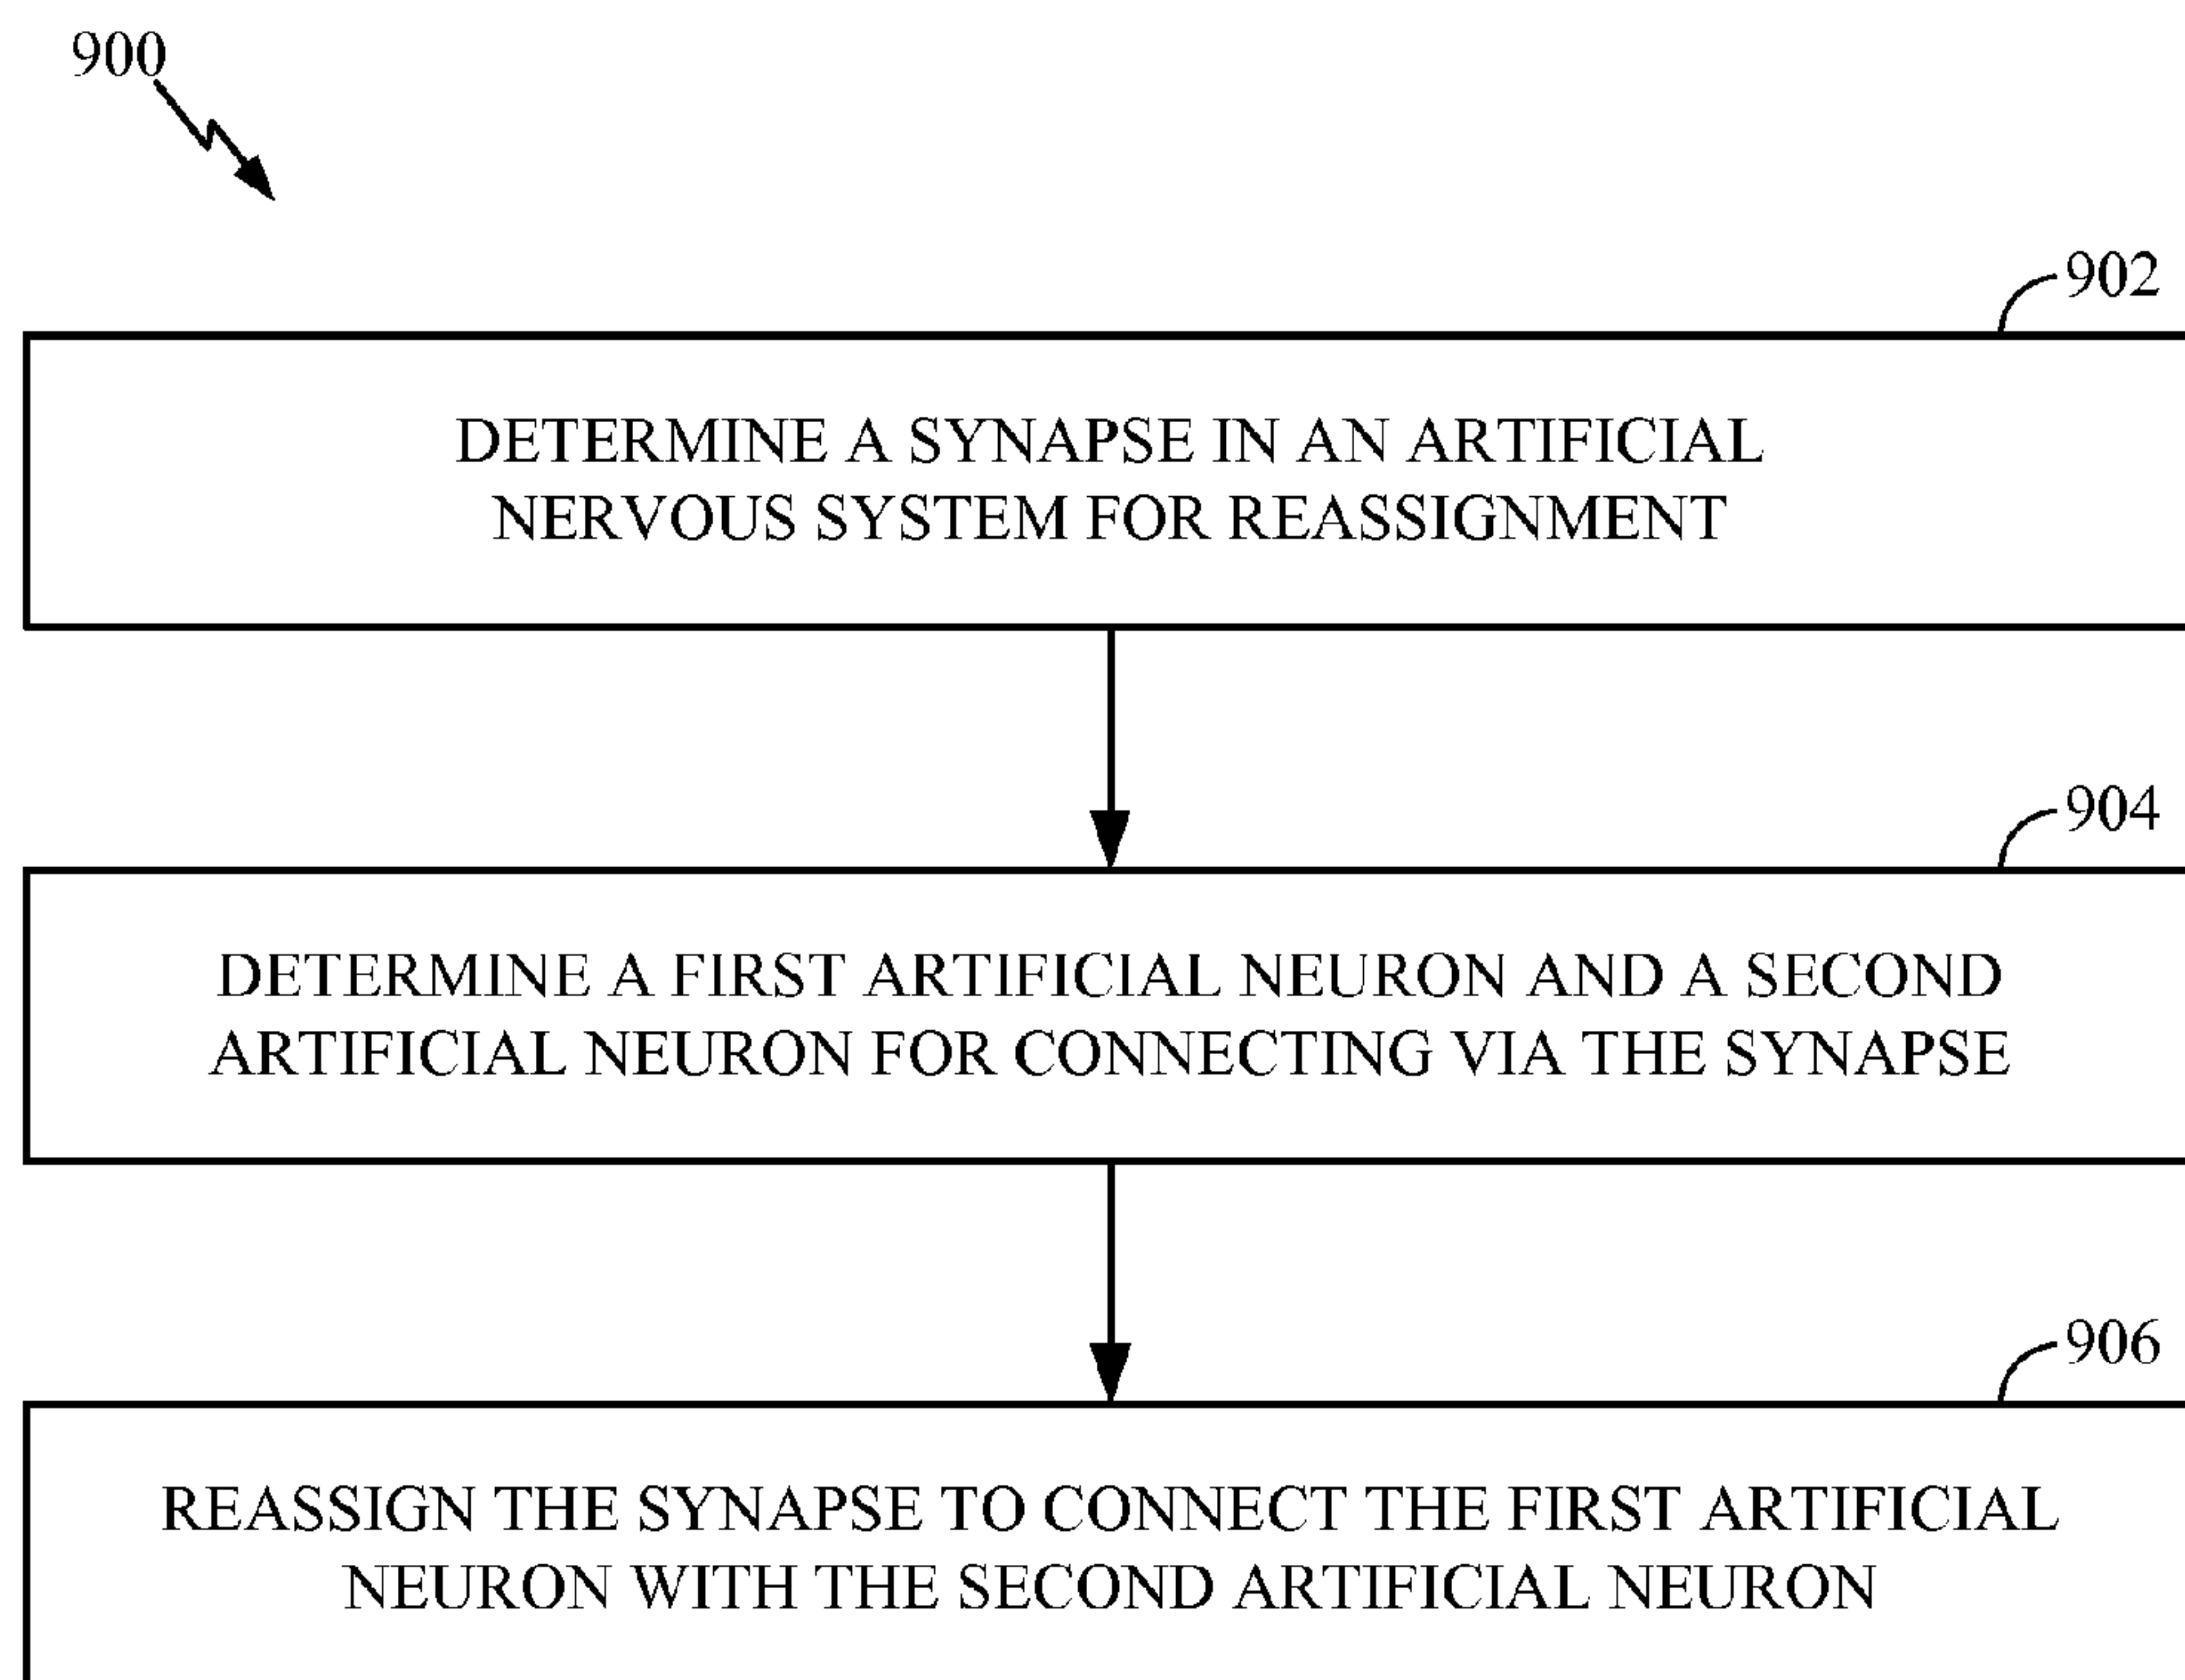 900
902
DETERMINE A SYNAPSE IN AN ARTIFICIAL
NERVOUS SYSTEM FOR REASSIGNMENT
904
DETERMINE A FIRST ARTIFICIAL NEURON AND A SECOND
ARTIFICIAL NEURON FOR CONNECTING VIA THE SYNAPSE
906
REASSIGN THE SYNAPSE TO CONNECT THE FIRST ARTIFICIAL
NEURON WITH THE SECOND ARTIFICIAL NEURON